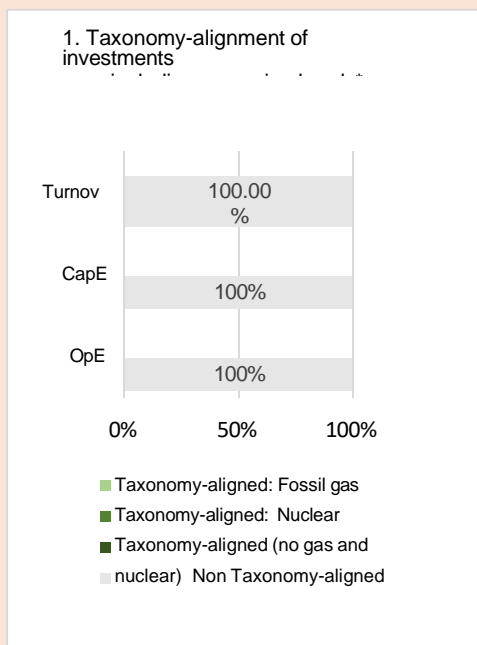 1. Taxonomy-alignment of
investments
Turnov
100.00
%
CapE
100%
OpE
100%
0% 50% 100%
Taxonomy-aligned: Fossil gas
Taxonomy-aligned: Nuclear
Taxonomy-aligned (no gas and
nuclear) Non Taxonomy-aligned